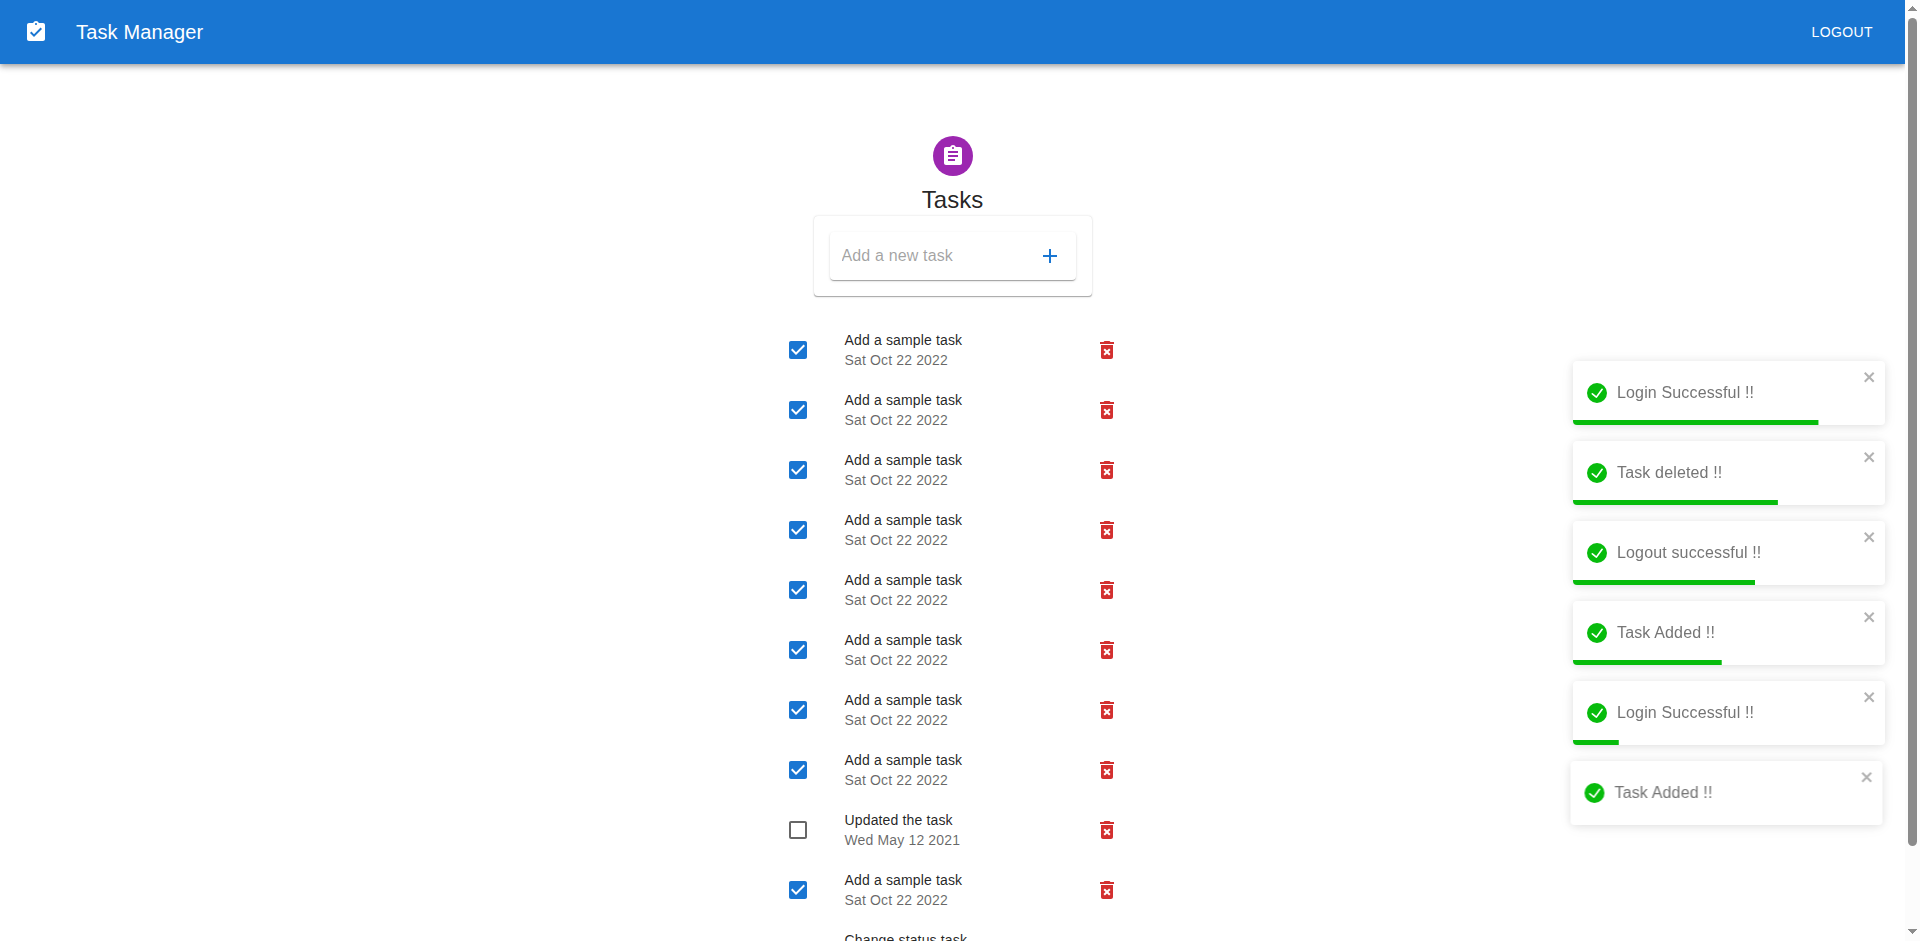 Task Manager
LOGOUT
Tasks
Add a new task
Add a sample task
Sat Oct 22 2022
Add a sample task
Sat Oct 22 2022
Add a sample task
Sat Oct 22 2022
Add a sample task
Sat Oct 22 2022
Add a sample task
Sat Oct 22 2022
Add a sample task
Sat Oct 22 2022
Add a sample task
Sat Oct 22 2022
Add a sample task
Sat Oct 22 2022
Updated the task
Wed May 12 2021
Add a sample task
Sat Oct 22 2022
Change status task
Login Successful !!
Task deleted !!
Logout successful !!
Task Added !!
Login Successful !!
Task Added !!